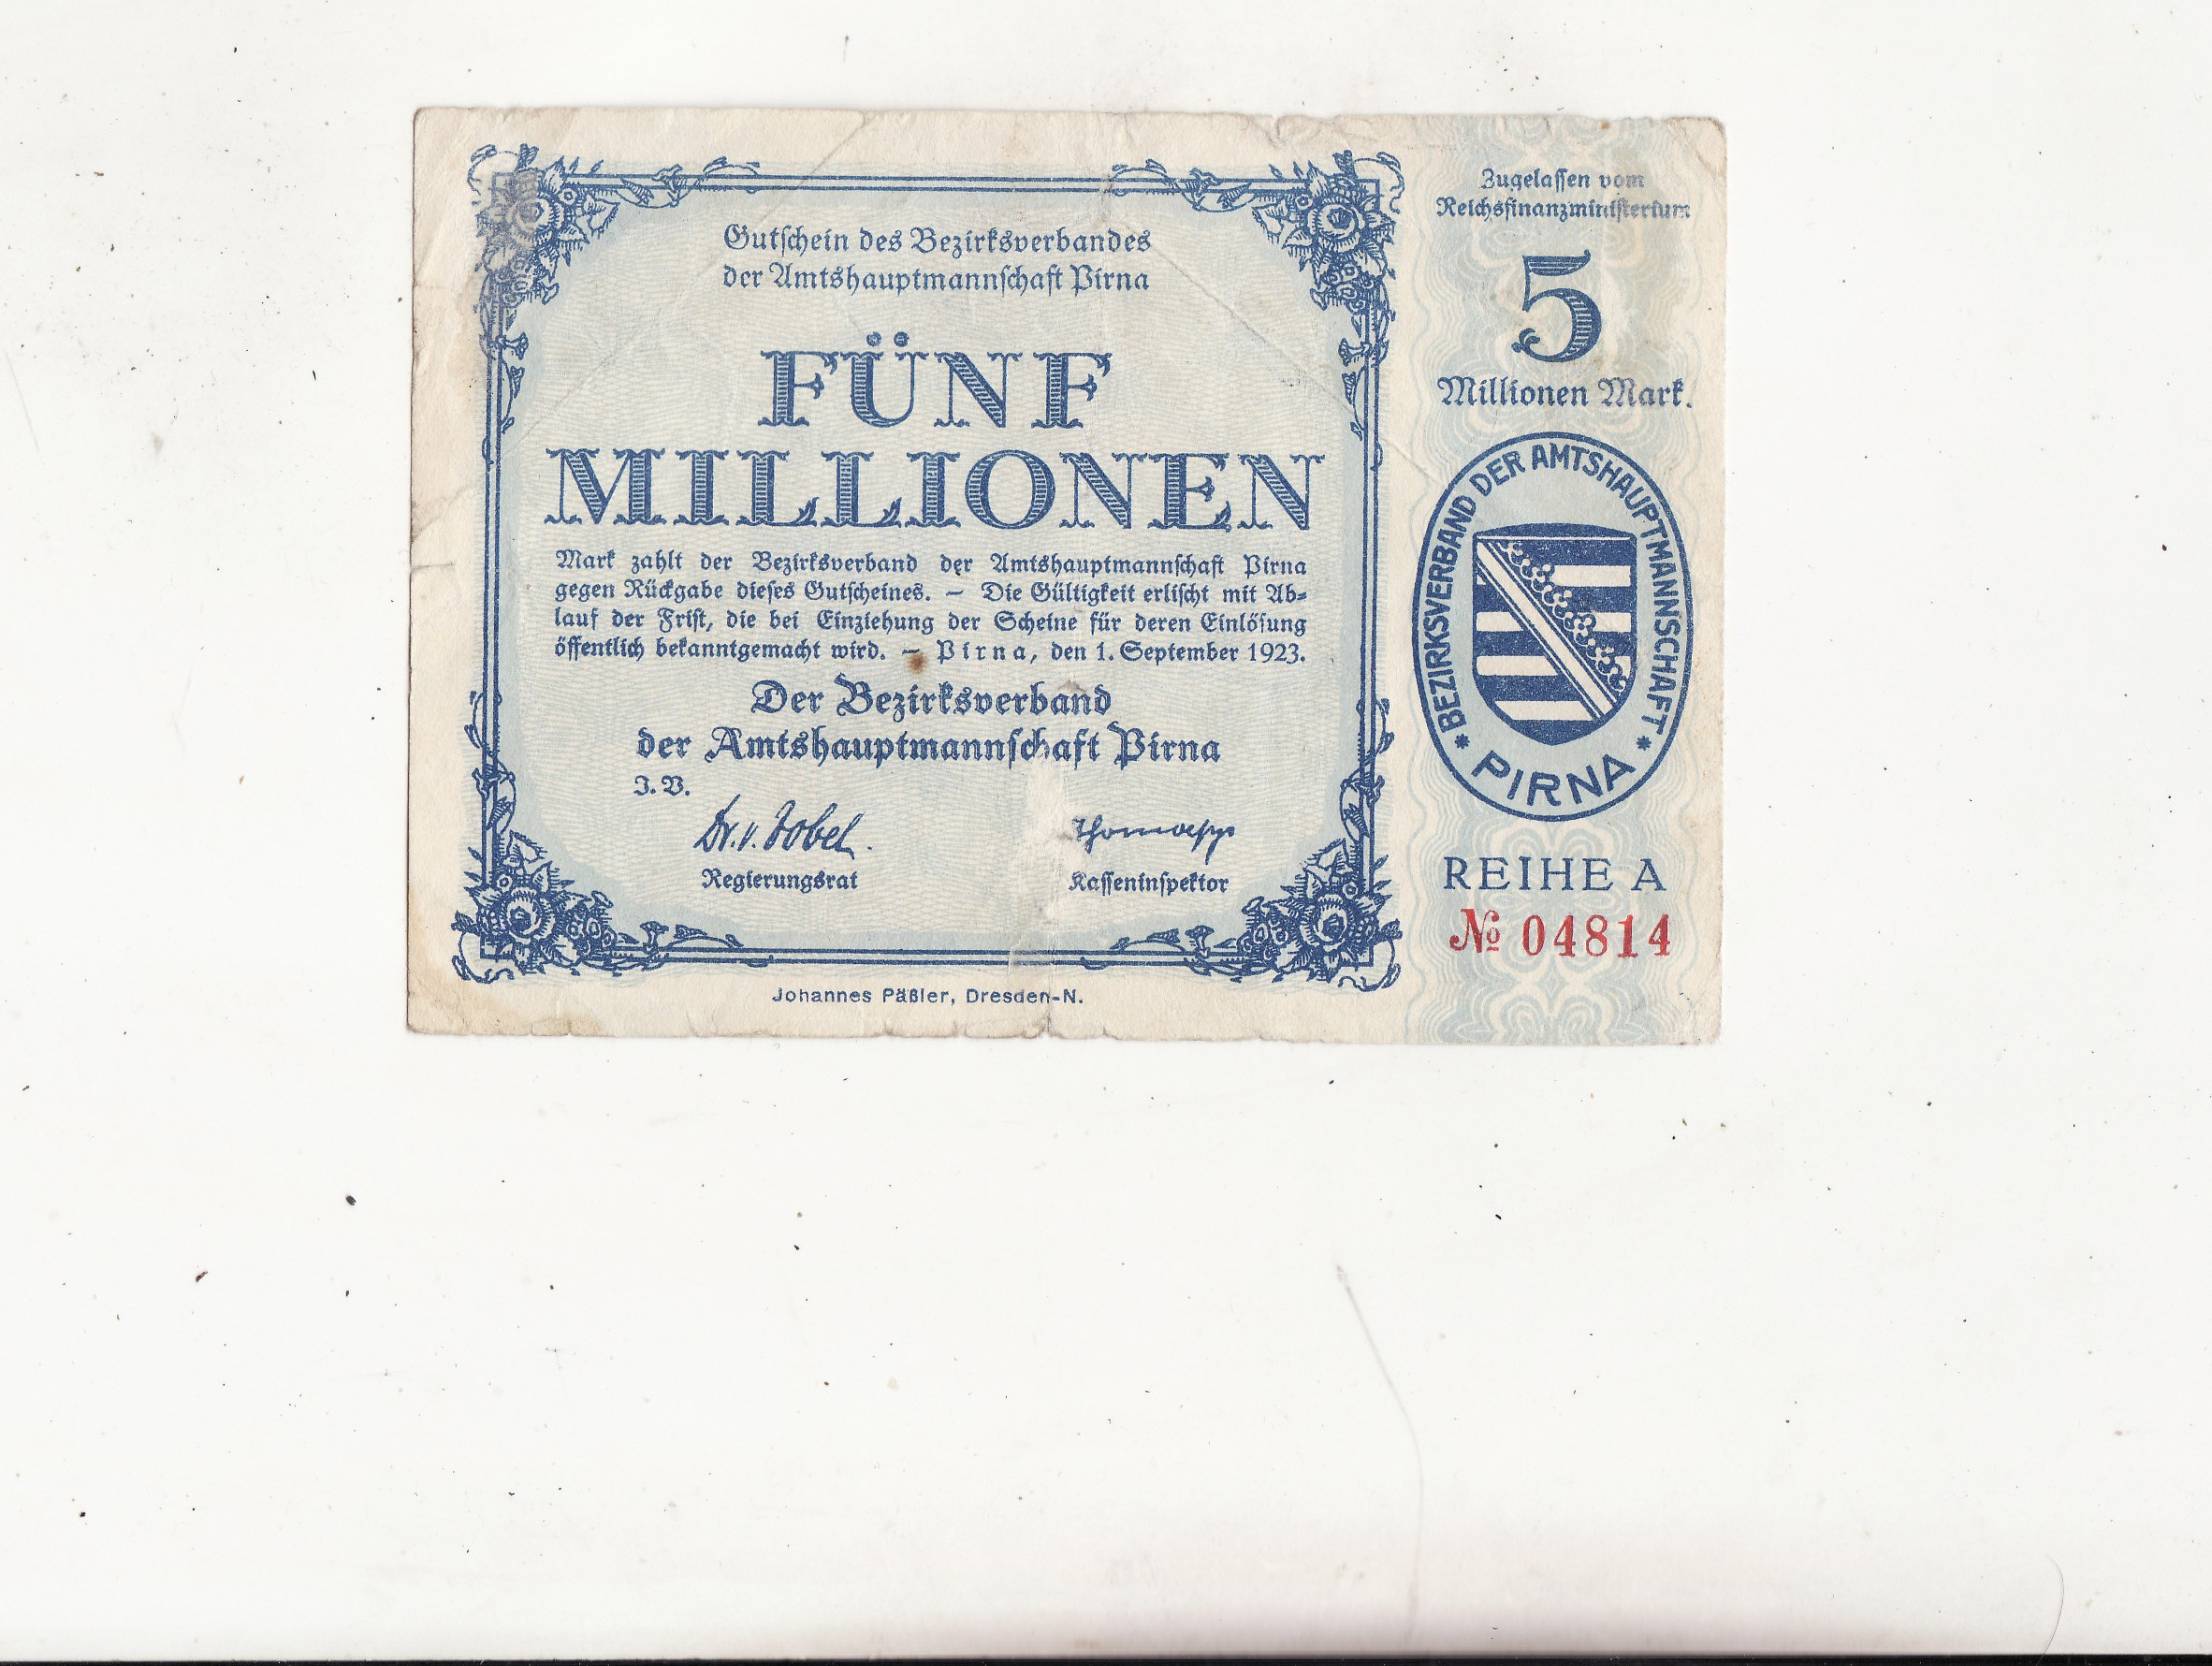 Gutschein des Bezirksverbandes
der Amtshauptmannschaft Pirna
FÜNF
MILLIONEN
Mark zahlt der Bezirksverband der Amtshauptmannschaft Pirna
gegen Rückgabe dieses Gutscheines. – Die Gültigkeit erlischt mit Ab-
lauf der Frist, die bei Einziehung der Scheine für deren Einlösung
öffentlich bekanntgemacht wird. – Pirna, den 1. September 1923.
Der Bezirksverband
der Amtshauptmannschaft Pirna
I. V.
Dr. v. Zobel.
Regierungsrat
Kasseninspektor
Johannes Päßler, Dresden-N.
Zugelassen vom
Reichsfinanzministerium
5
Millionen Mark.
* BEZIRKSVERBAND DER AMTSHAUPTMANNSCHAFT *
PIRNA
REIHE A
№ 04814